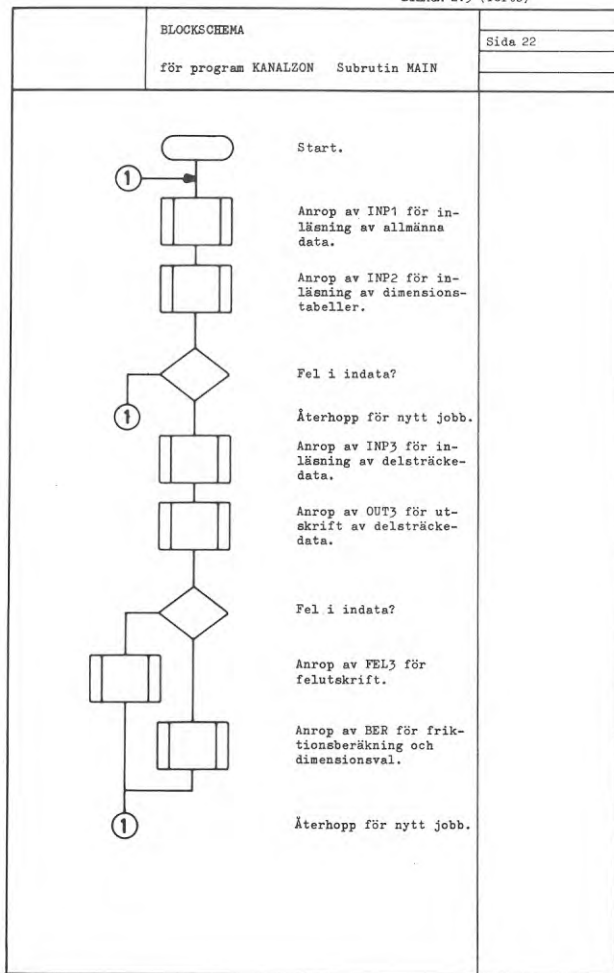 BLOCKSCHEMA
Sida 22
för program KANALZON Subrutin MAIN
Start.
1
Anrop av INP1 för in-
läsning av allmänna
data.
Anrop av INP2 för in-
läsning av dimensions-
tabeller.
Fel i indata?
1
Återhopp för nytt jobb.
Anrop av INP3 för in-
läsning av delsträcke-
data.
Anrop av OUT3 för ut-
skrift av delsträcke-
data.
Fel i indata?
Anrop av FEL3 för
felutskrift.
Anrop av BER för frik-
tionsberäkning och
dimensionsval.
1
Återhopp för nytt jobb.